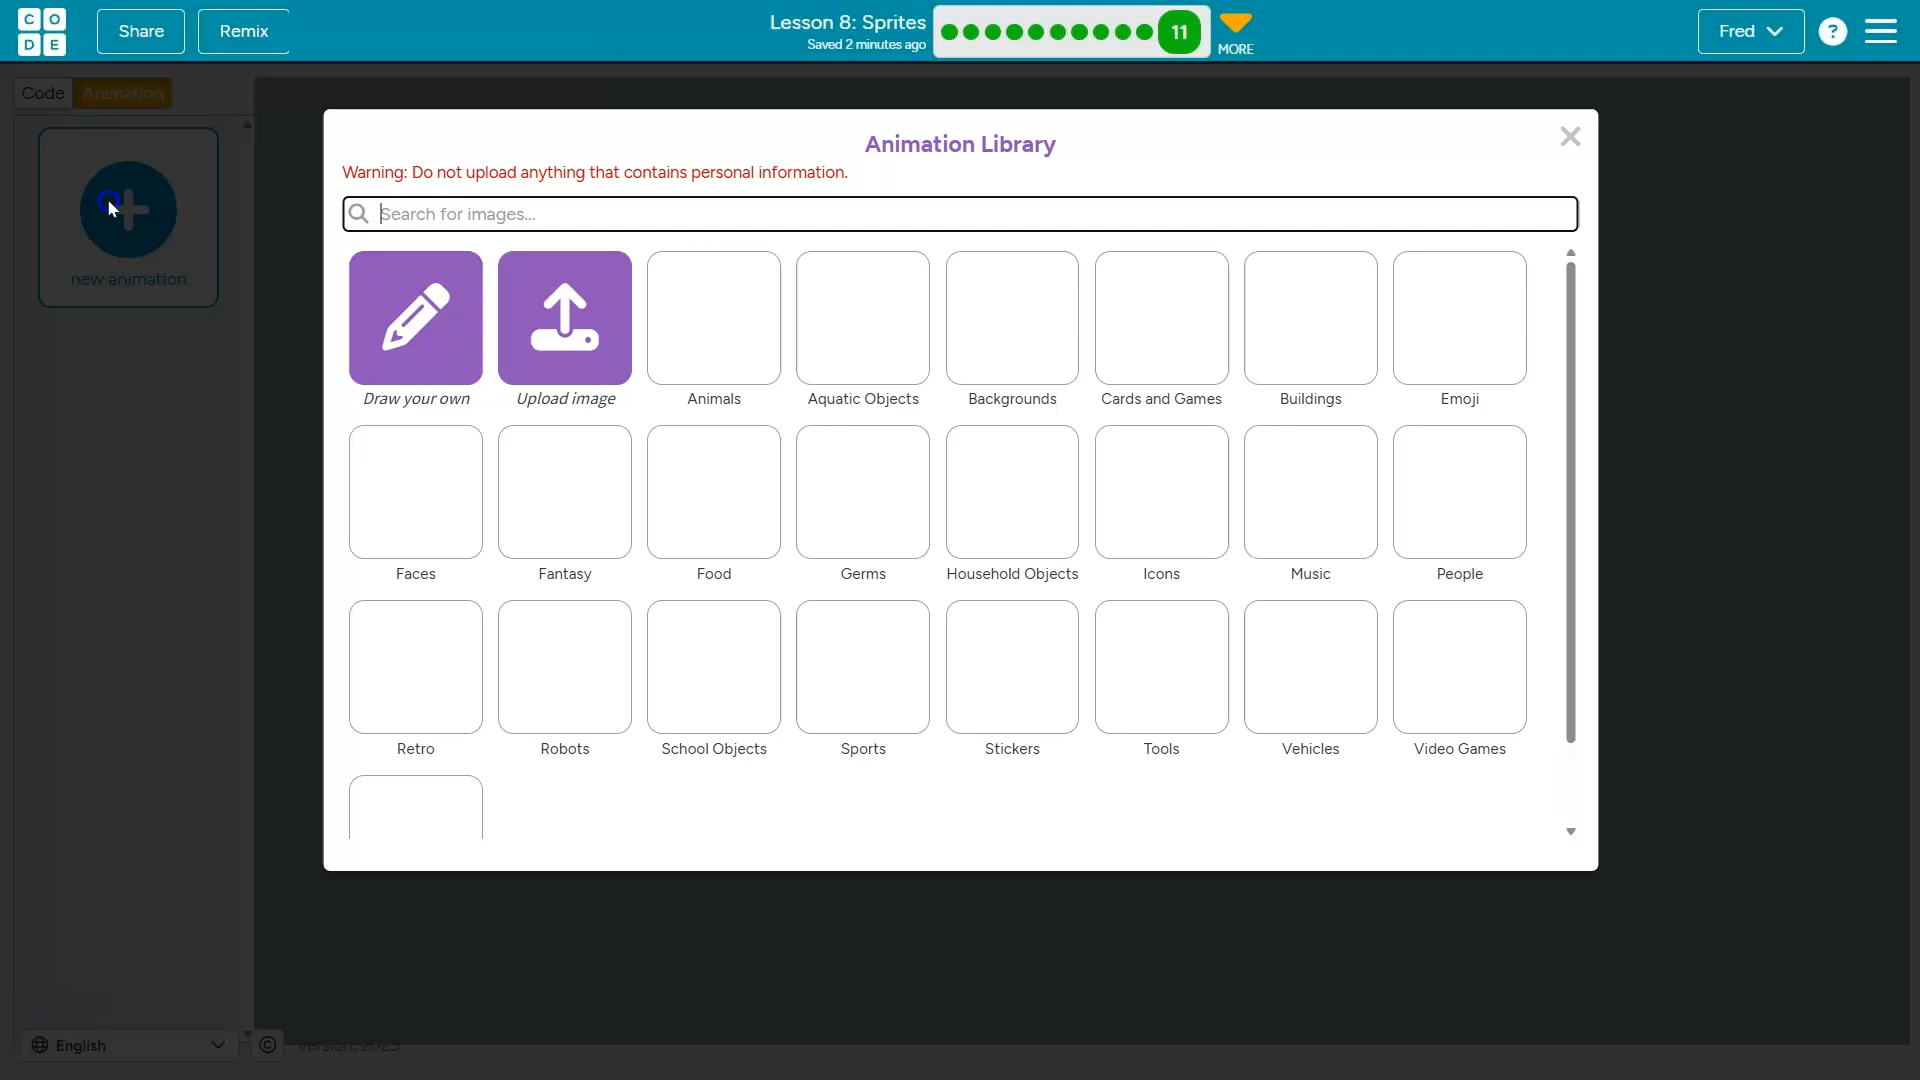 C O
D E
Share
Remix
Lesson 8: Sprites
Saved 2 minutes ago
11
MORE
Fred
?
Code
Animation
new animation
Animation Library
Warning: Do not upload anything that contains personal information.
Search for images...
Draw your own
Upload image
Animals
Aquatic Objects
Backgrounds
Cards and Games
Buildings
Emoji
Faces
Fantasy
Food
Germs
Household Objects
Icons
Music
People
Retro
Robots
School Objects
Sports
Stickers
Tools
Vehicles
Video Games
English
©
Version: 2025